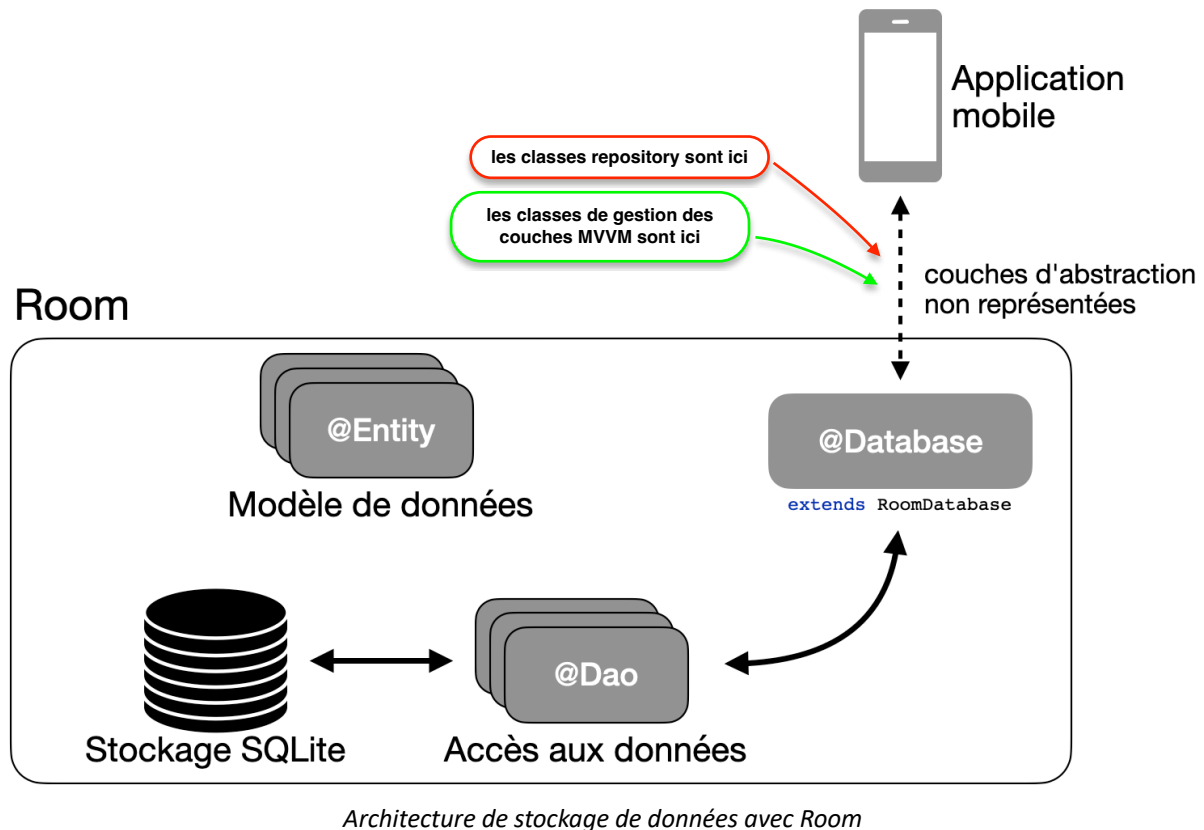 Application
mobile
les classes repository sont ici
les classes de gestion des
couches MVVM sont ici
couches d'abstraction
non représentées
Room
@Entity
Modèle de données
@Database
extends RoomDatabase
@Dao
Stockage SQLite
Accès aux données
Architecture de stockage de données avec Room